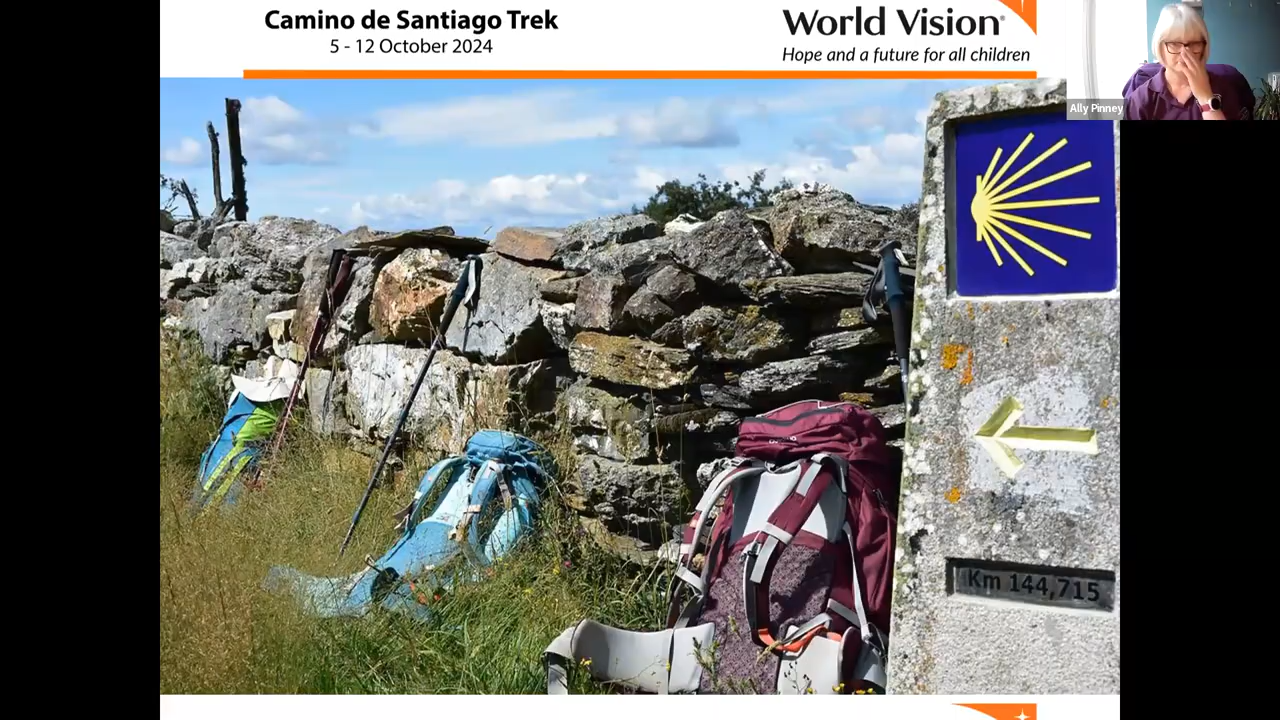 Camino de Santiago Trek
5 - 12 October 2024
World Vision
Hope and a future for all children
Ally Pinney
Km 144,715